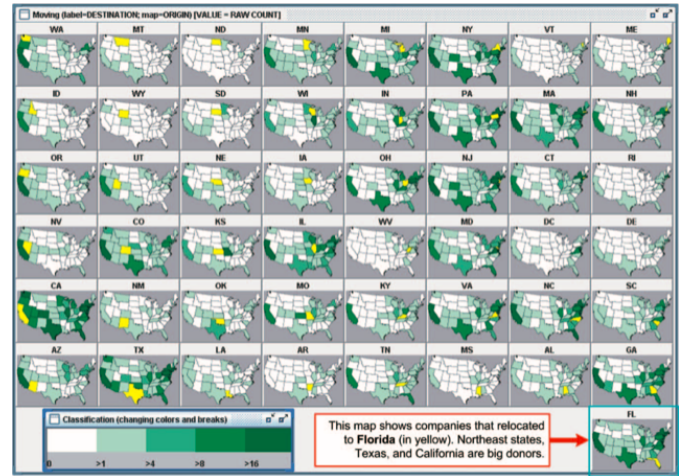 Moving (label=DESTINATION; map=ORIGIN) [VALUE = RAW COUNT]
WA MT ND MN MI NY VT ME
ID WY SD WI IN PA MA NH
OR UT NE IA OH NJ CT RI
NV CO KS IL WV MD DC DE
CA NM OK MO KY VA NC SC
AZ TX LA AR TN MS AL GA
FL
Classification (changing colors and breaks)
0 >1 >4 >8 >16
This map shows companies that relocated
to Florida (in yellow). Northeast states,
Texas, and California are big donors.